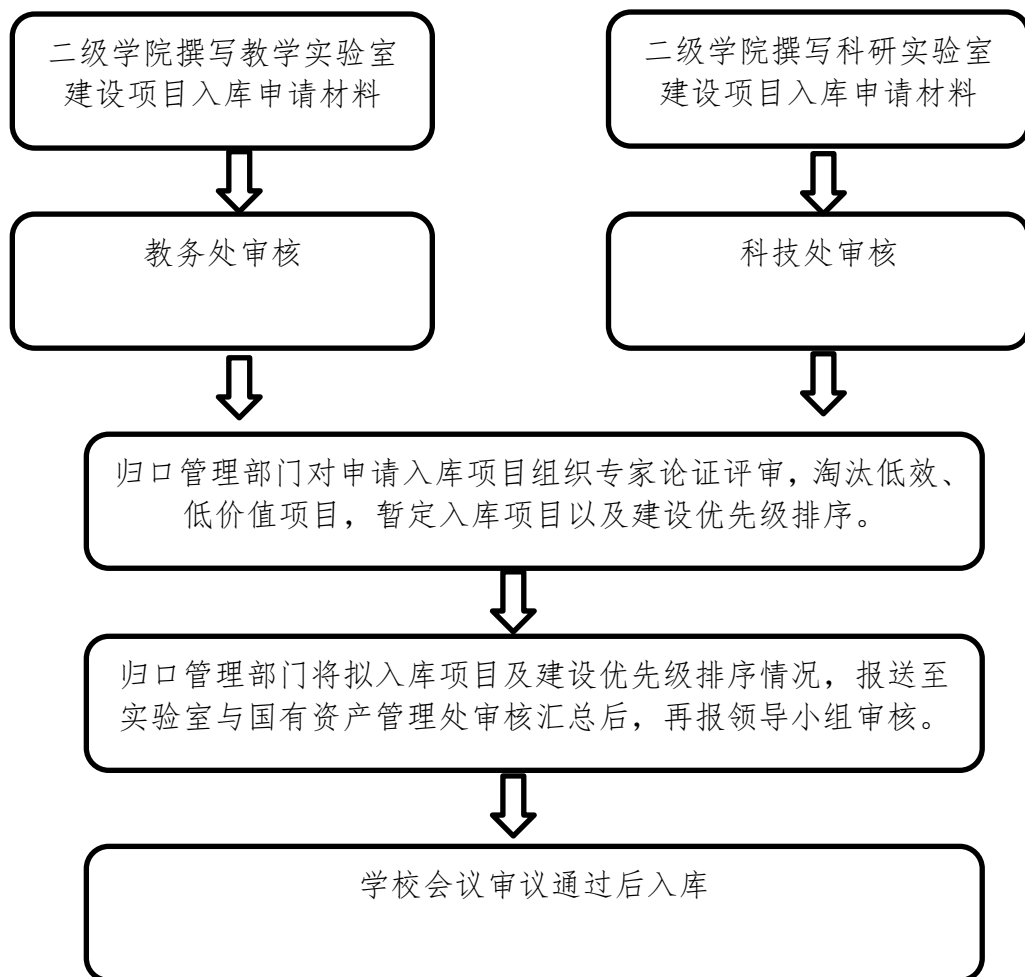 二级学院撰写教学实验室
建设项目入库申请材料
二级学院撰写科研实验室
建设项目入库申请材料
教务处审核
科技处审核
归口管理部门对申请入库项目组织专家论证评审，淘汰低效、
低价值项目，暂定入库项目以及建设优先级排序。
归口管理部门将拟入库项目及建设优先级排序情况，报送至
实验室与国有资产管理处审核汇总后，再报领导小组审核。
学校会议审议通过后入库